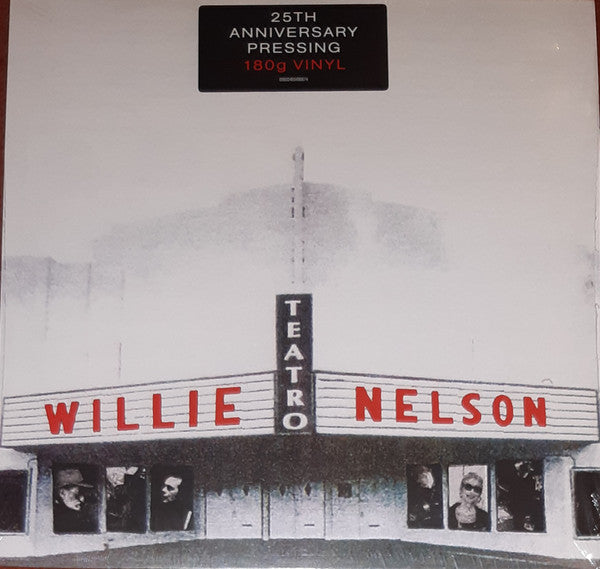 25TH
ANNIVERSARY
PRESSING
180g VINYL
TEATRO
WILLIE NELSON